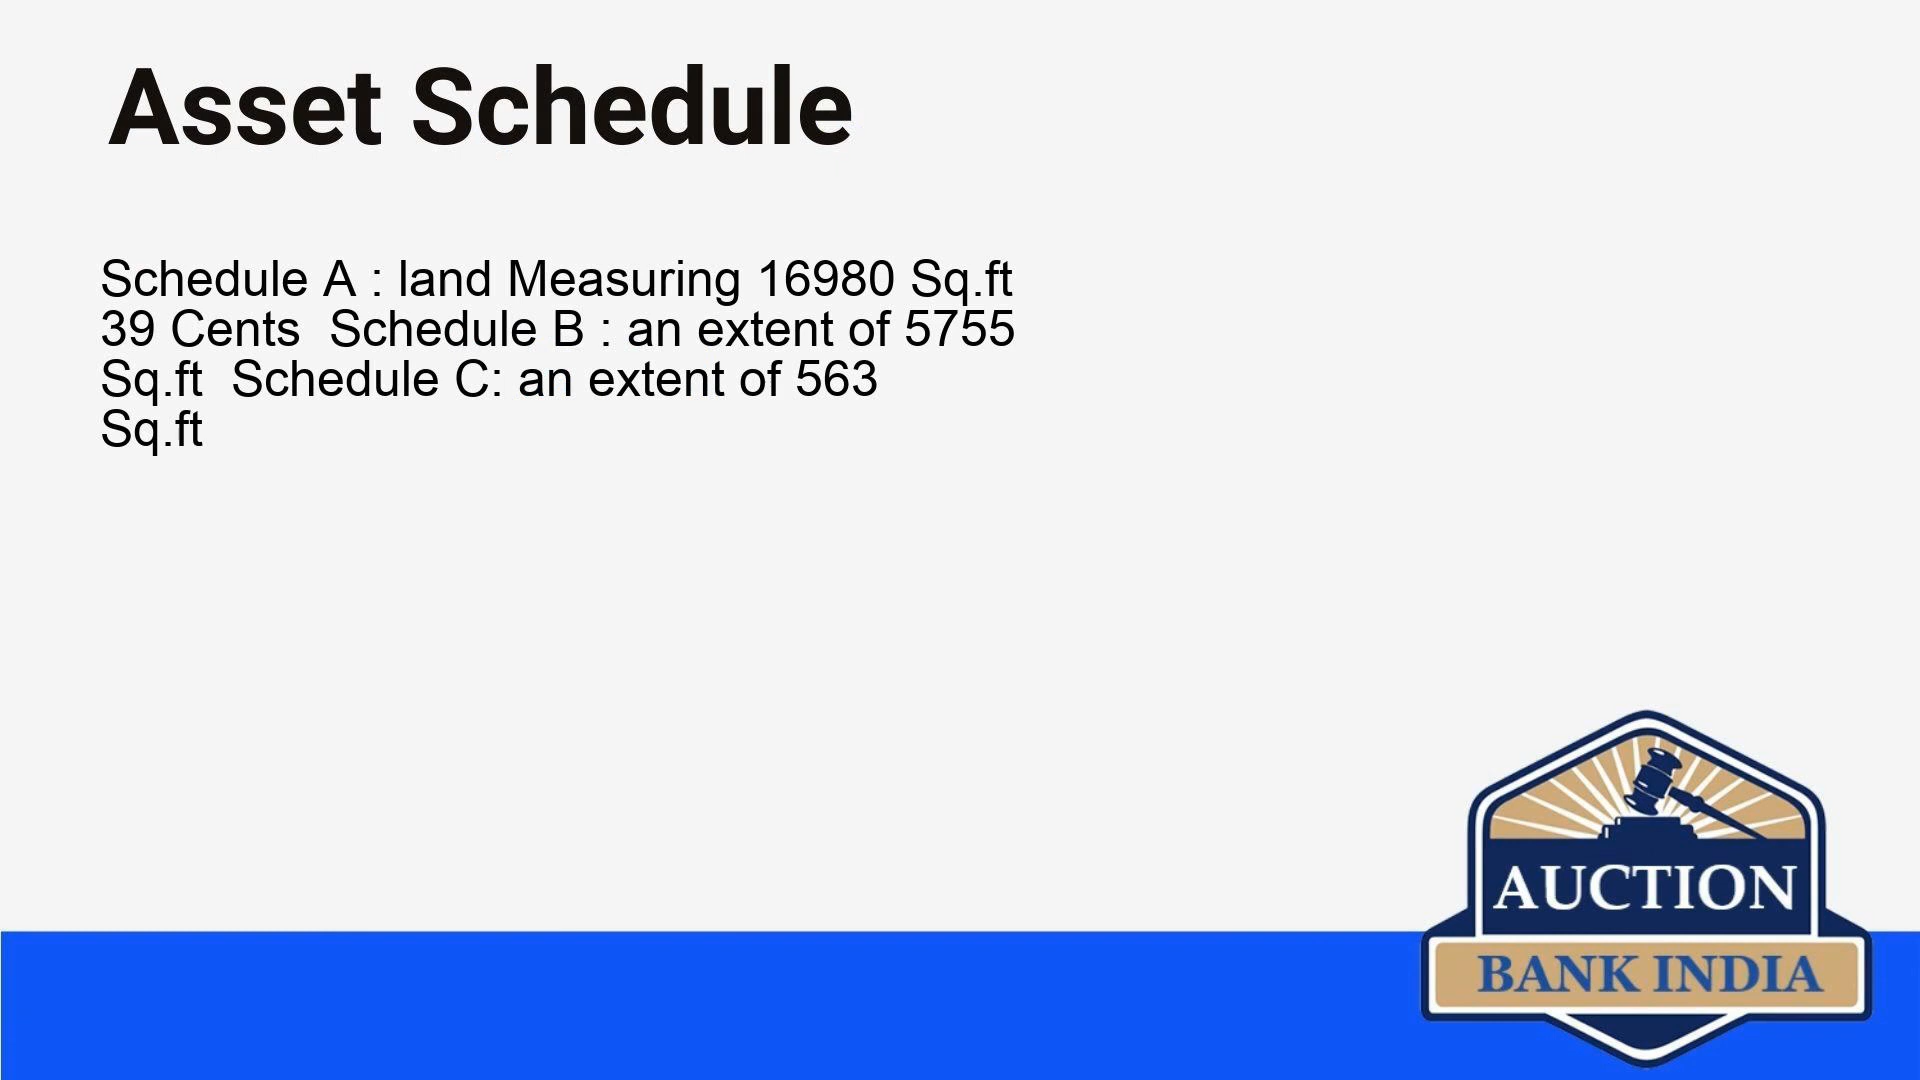 Asset Schedule
Schedule A : land Measuring 16980 Sq.ft
39 Cents  Schedule B : an extent of 5755
Sq.ft  Schedule C: an extent of 563
Sq.ft
AUCTION
BANK INDIA